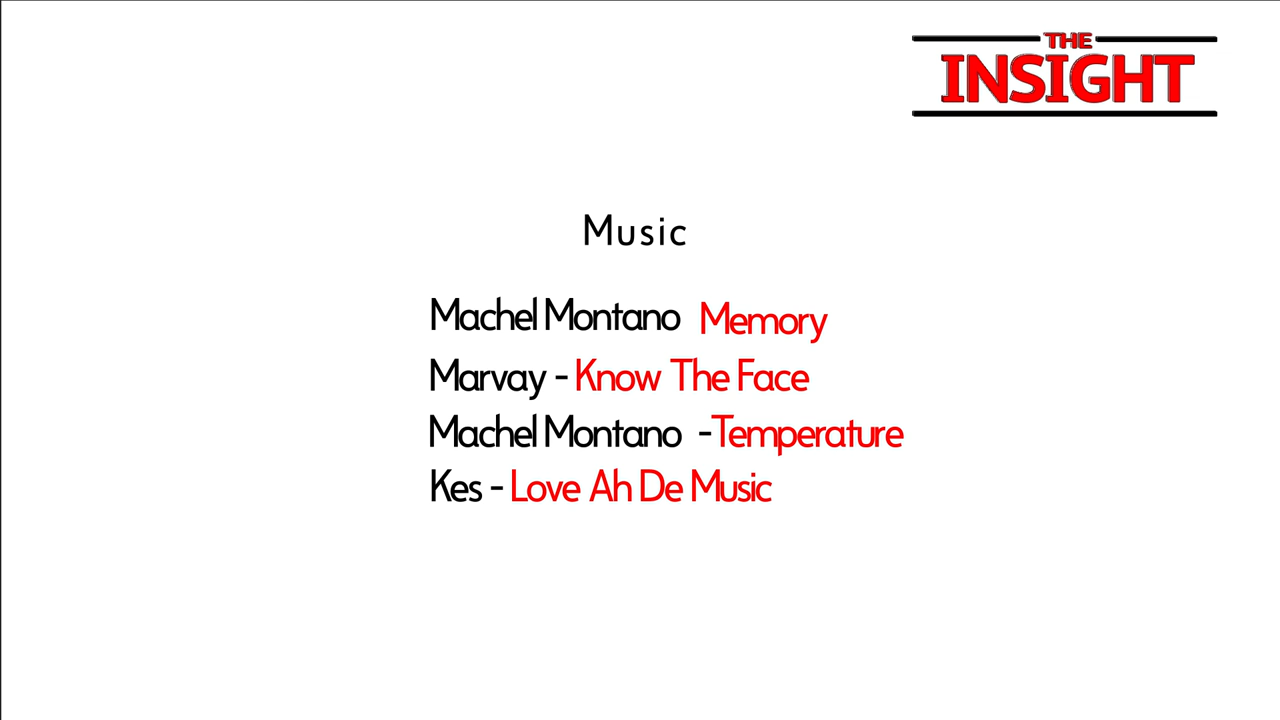 THE
INSIGHT
Music
Machel Montano Memory
Marvay - Know The Face
Machel Montano -Temperature
Kes - Love Ah De Music